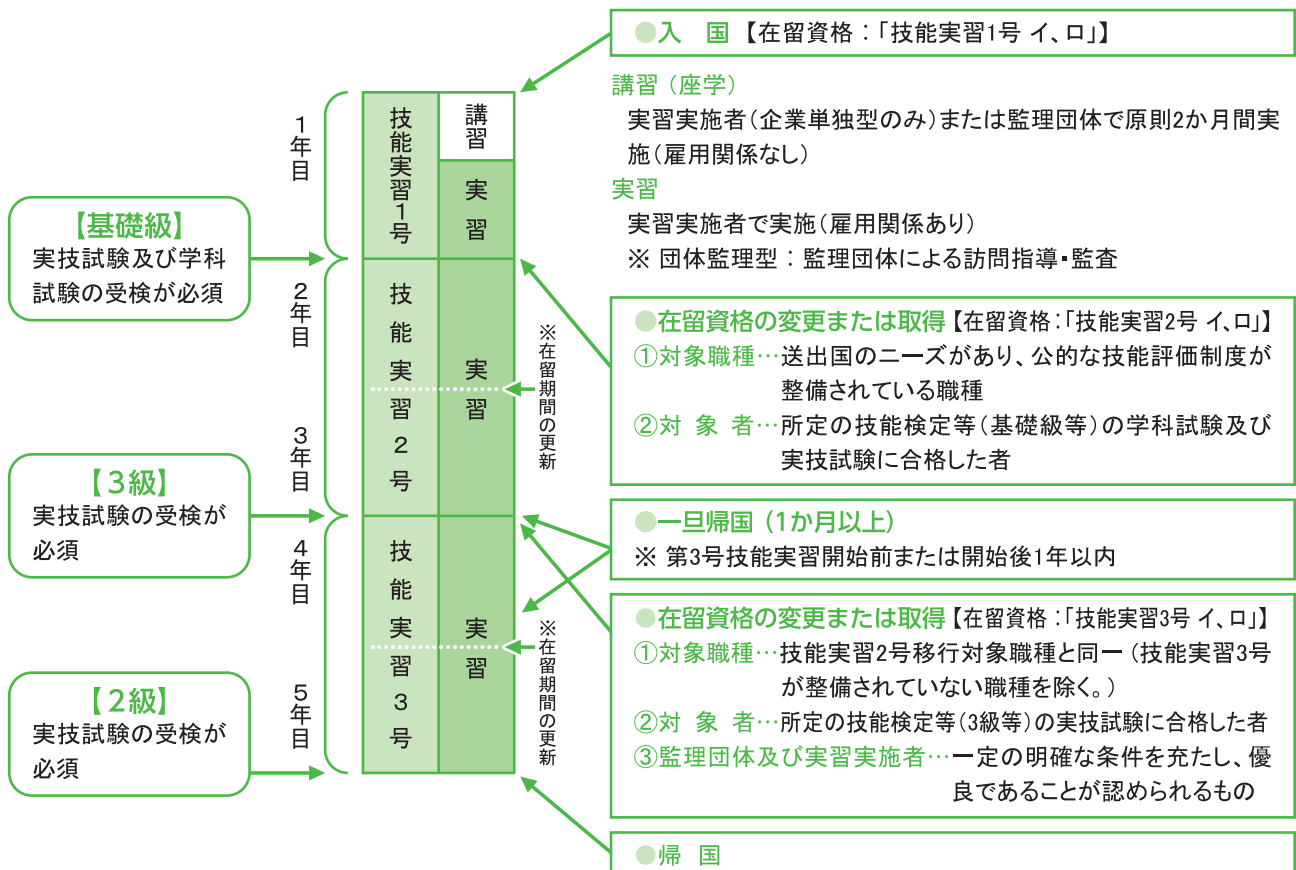 ●入 国 【在留資格：「技能実習1号 イ、ロ」】
講習（座学）
実習実施者（企業単独型のみ）または監理団体で原則2か月間実
施（雇用関係なし）
実習
実習実施者で実施（雇用関係あり）
※ 団体監理型：監理団体による訪問指導・監査
1年目
技能実習1号
講習
実習
【基礎級】
実技試験及び学科
試験の受検が必須
2年目
3年目
技能実習2号
実習
※在留期間の更新
●在留資格の変更または取得【在留資格：「技能実習2号 イ、ロ」】
①対象職種…送出国のニーズがあり、公的な技能評価制度が
整備されている職種
②対 象 者…所定の技能検定等（基礎級等）の学科試験及び
実技試験に合格した者
【3級】
実技試験の受検が
必須
●一旦帰国（1か月以上）
※ 第3号技能実習開始前または開始後1年以内
4年目
5年目
技能実習3号
実習
※在留期間の更新
●在留資格の変更または取得【在留資格：「技能実習3号 イ、ロ」】
①対象職種…技能実習2号移行対象職種と同一（技能実習3号
が整備されていない職種を除く。）
②対 象 者…所定の技能検定等（3級等）の実技試験に合格した者
③監理団体及び実習実施者…一定の明確な条件を充たし、優
良であることが認められるもの
【2級】
実技試験の受検が
必須
●帰 国